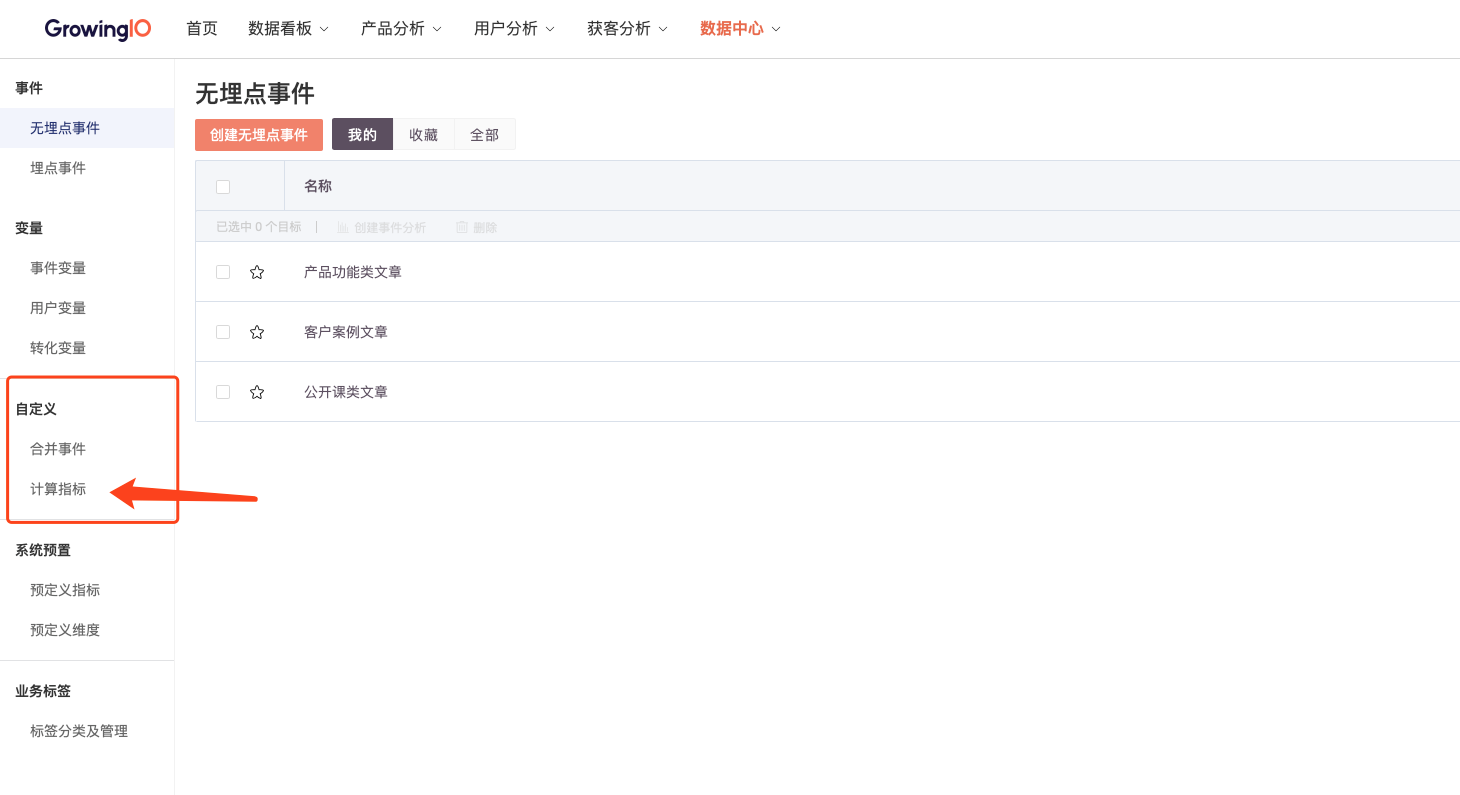 GrowingIO 首页 数据看板 产品分析 用户分析 获客分析 数据中心
事件
无埋点事件
埋点事件
变量
事件变量
用户变量
转化变量
自定义
合并事件
计算指标
系统预置
预定义指标
预定义维度
业务标签
标签分类及管理
无埋点事件
创建无埋点事件 我的 收藏 全部
名称
已选中 0 个目标 创建事件分析 删除
产品功能类文章
客户案例文章
公开课类文章